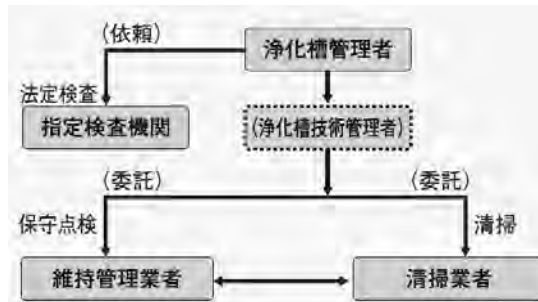 (依頼)
浄化槽管理者
法定検査
指定検査機関
(浄化槽技術管理者)
(委託)
(委託)
保守点検
清掃
維持管理業者
清掃業者